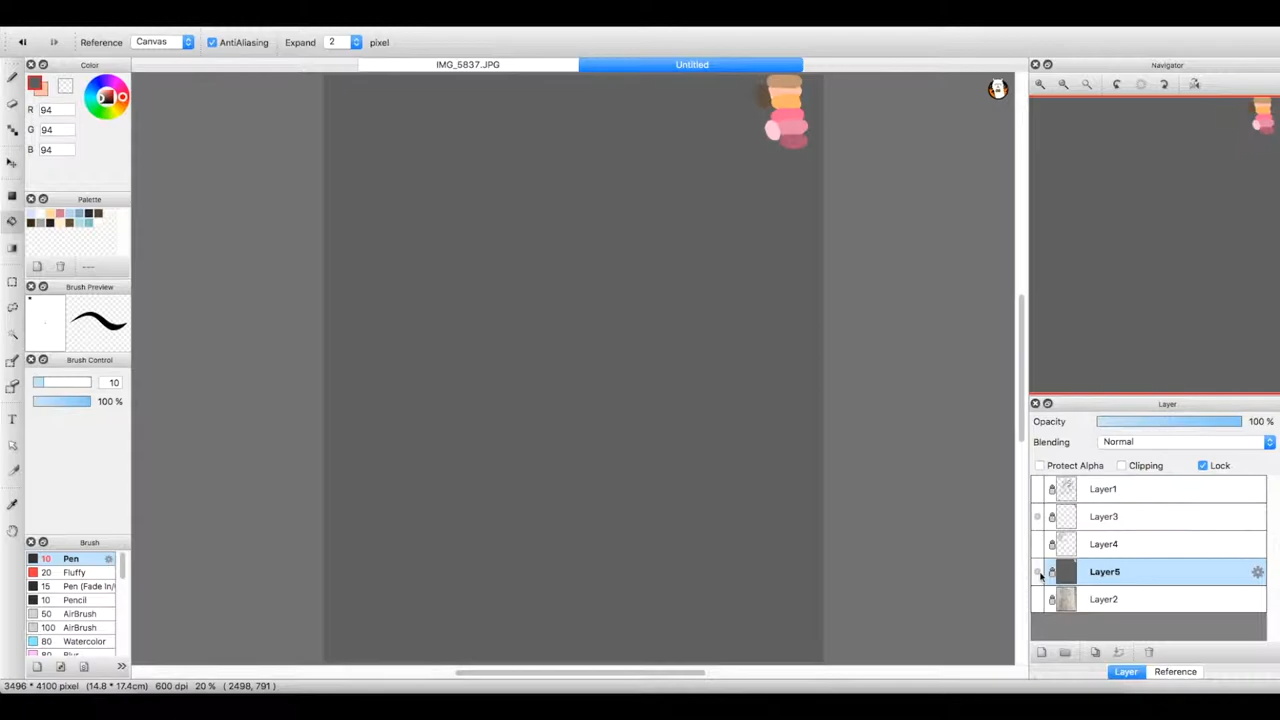 Reference Canvas AntiAliasing Expand 2 pixel
Color
IMG_5837.JPG
Untitled
Navigator
R 94
G 94
B 94
Palette
---
Brush Preview
Brush Control
10
100 %
Layer
Opacity 100 %
Blending Normal
Protect Alpha Clipping Lock
Layer1
Layer3
Layer4
Layer5
Layer2
Brush
10 Pen
20 Fluffy
15 Pen (Fade In/
10 Pencil
50 AirBrush
100 AirBrush
80 Watercolor
80 Blur
T
»
Layer Reference
3496 * 4100 pixel (14.8 * 17.4cm) 600 dpi 20 % ( 2498, 791 )